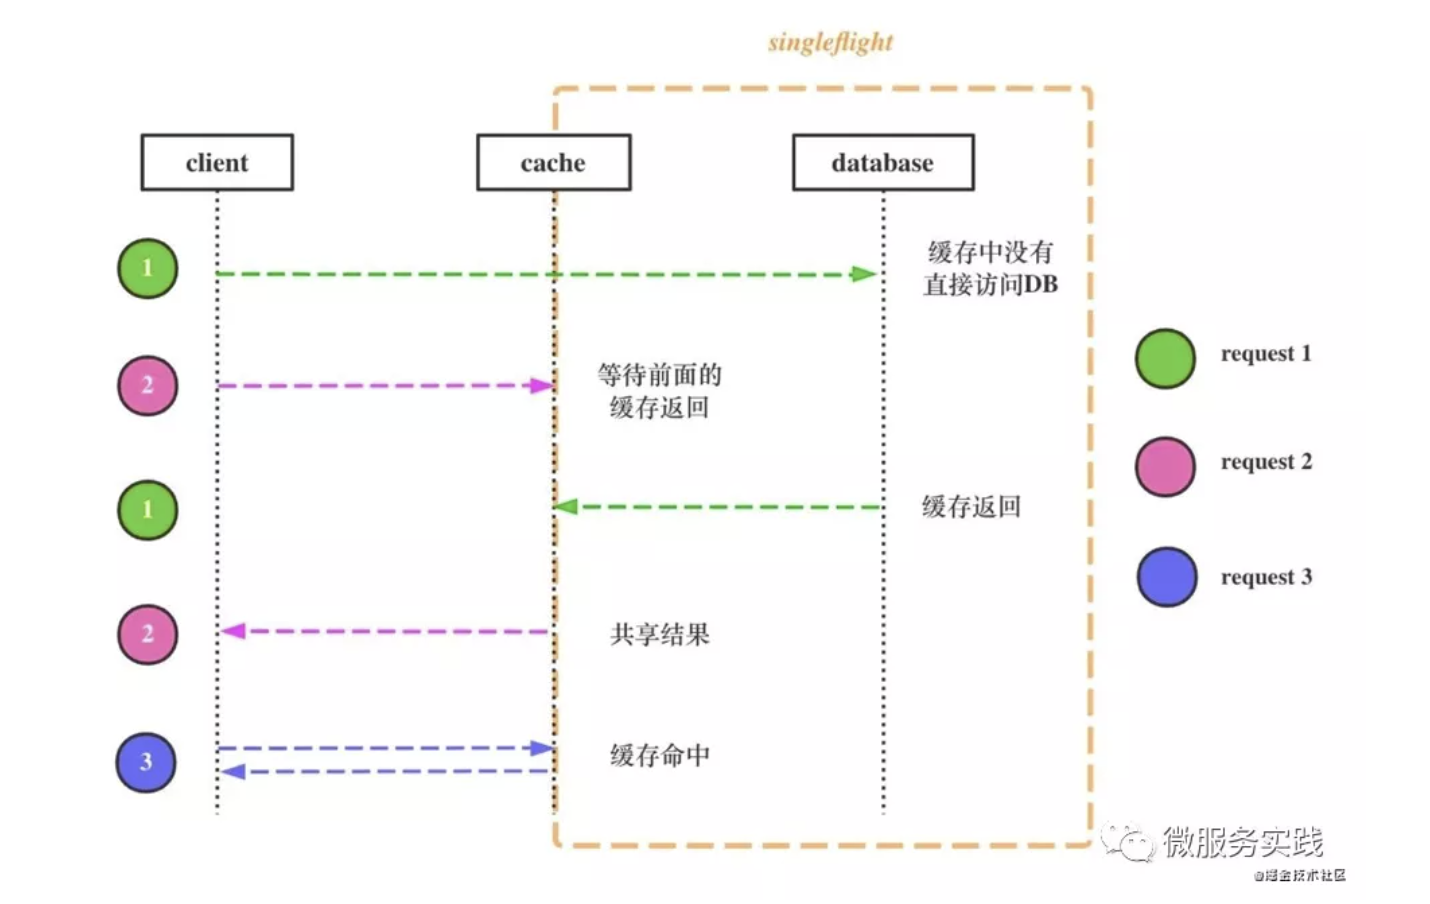 singleflight
client
cache
database
1
缓存中没有
直接访问DB
2
等待前面的
缓存返回
1
缓存返回
2
共享结果
3
缓存命中
request 1
request 2
request 3
微服务实践
@掘金技术社区